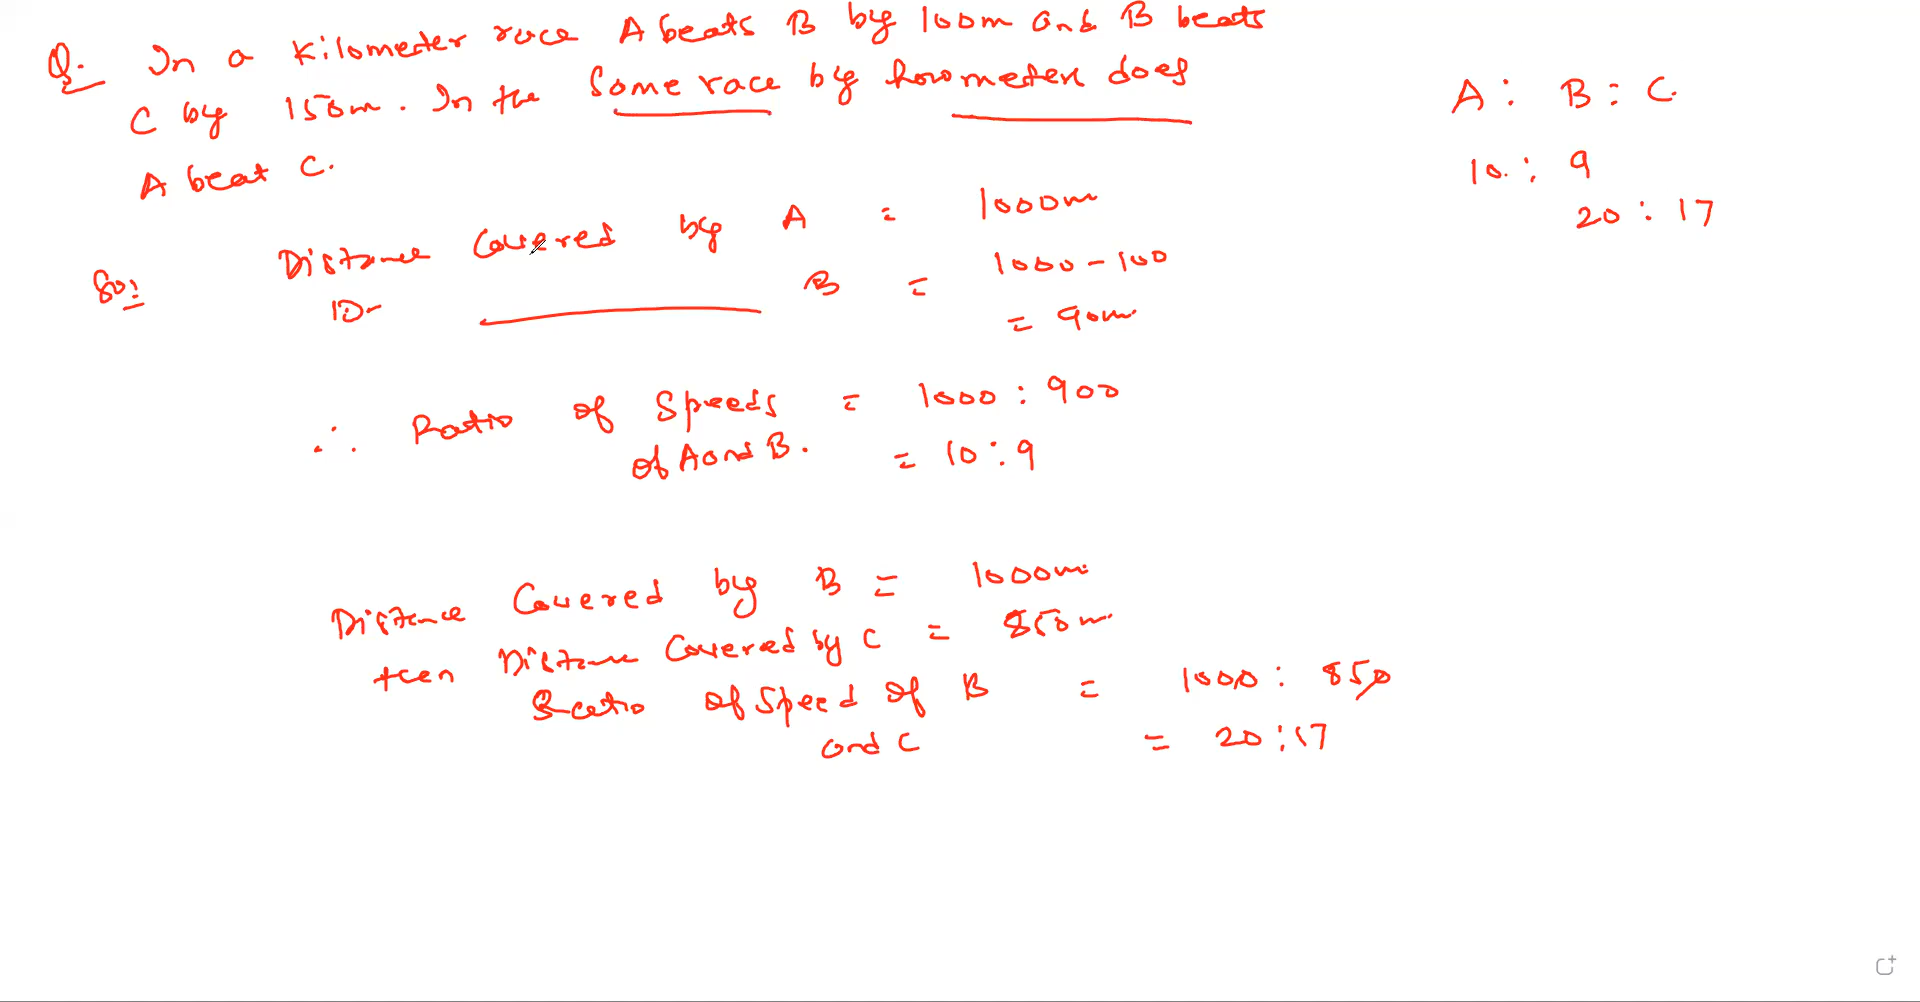 Q. In a Kilometer race A beats B by 100m and B beats
C by 150m. In the Same race by how meter does
A beat C.
A : B : C
10 : 9
20 : 17
Sol Distance Covered by A = 1000m
B = 1000-100
= 90m
∴ Ratio of Speeds = 1000 : 900
of A and B. = 10 : 9
Distance Covered by B = 1000m
then Distance Covered by C = 850m
Ratio of Speed of B = 1000 : 850
and C = 20 : 17